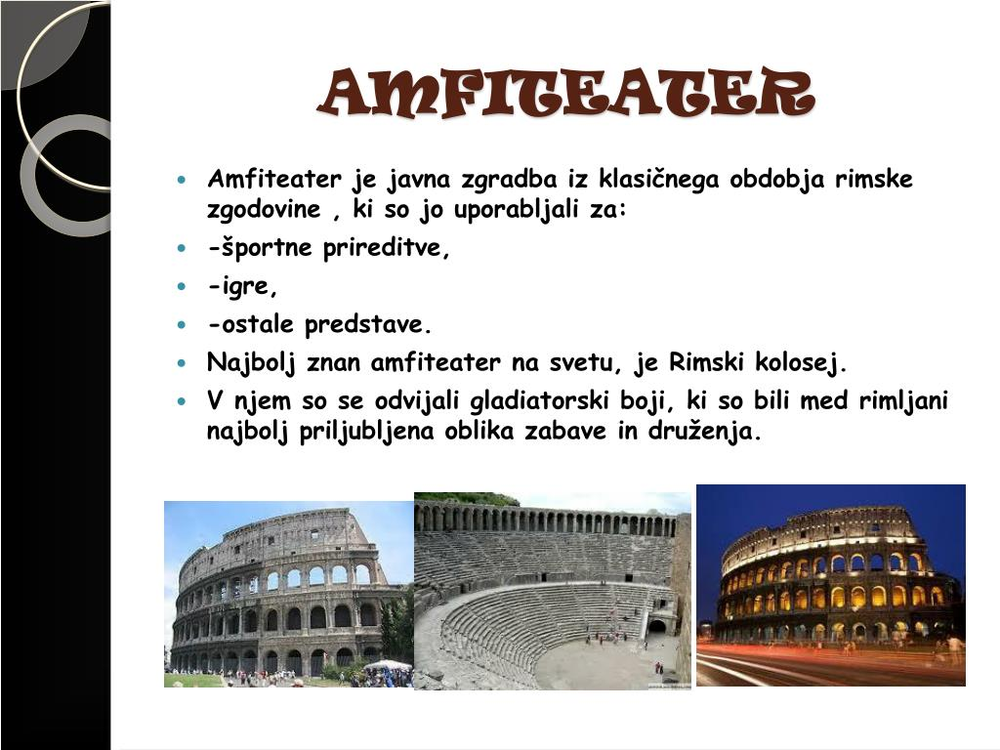 AMFITEATER
Amfiteater je javna zgradba iz klasičnega obdobja rimske
zgodovine , ki so jo uporabljali za:
-športne prireditve,
-igre,
-ostale predstave.
Najbolj znan amfiteater na svetu, je Rimski kolosej.
V njem so se odvijali gladiatorski boji, ki so bili med rimljani
najbolj priljubljena oblika zabave in druženja.